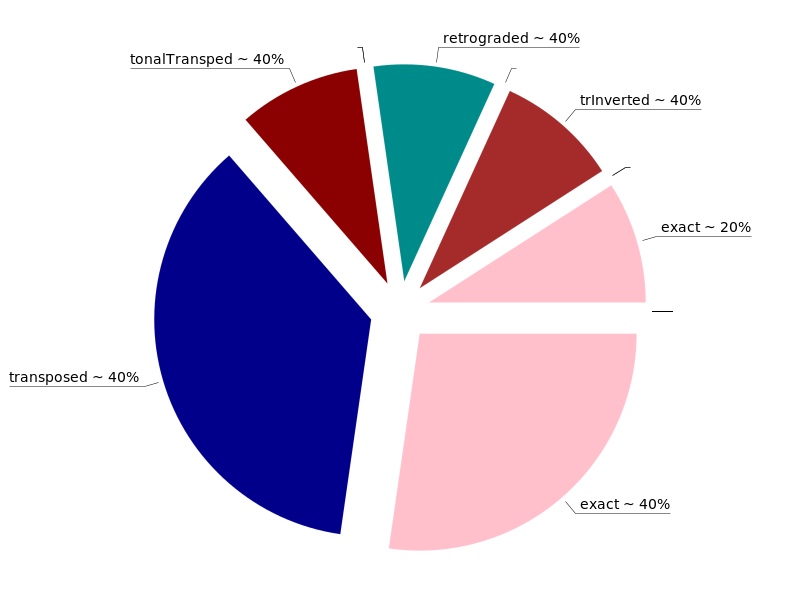 retrograded ~ 40%
tonalTransped ~ 40%
trInverted ~ 40%
exact ~ 20%
transposed ~ 40%
exact ~ 40%